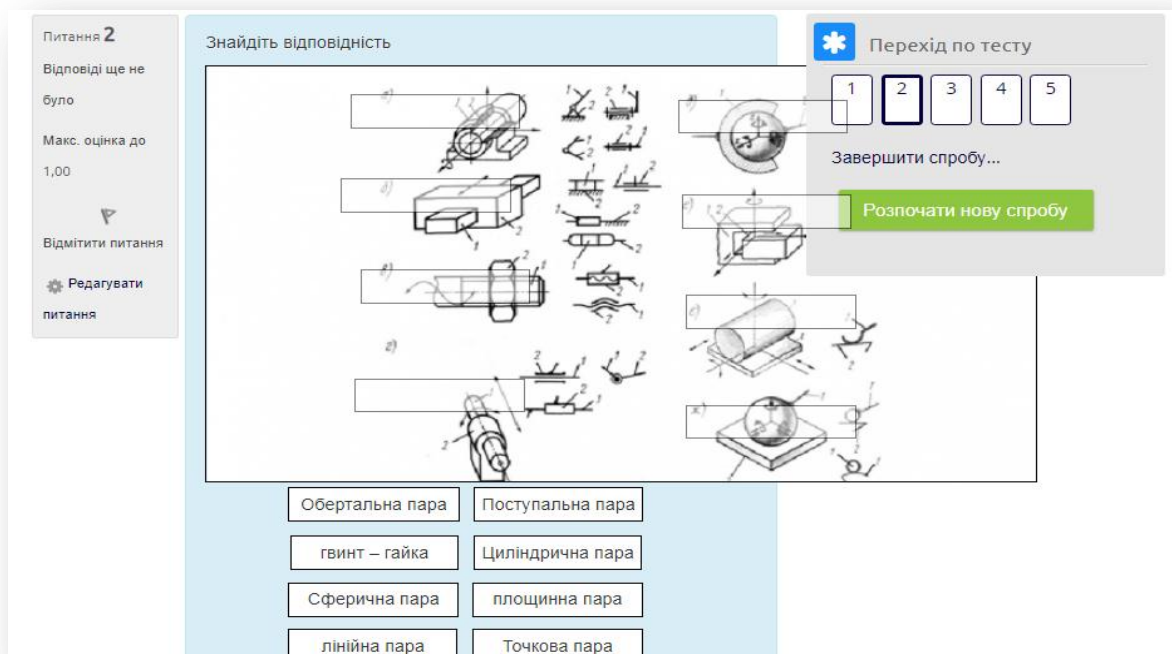 Питання 2
Відповіді ще не
було
Макс. оцінка до
1,00
Відмітити питання
Редагувати
питання
Знайдіть відповідність
а)
б)
в)
г)
е)
ж)
1
2
Перехід по тесту
1 2 3 4 5
Завершити спробу...
Розпочати нову спробу
Обертальна пара
Поступальна пара
гвинт – гайка
Циліндрична пара
Сферична пара
площинна пара
лінійна пара
Точкова пара